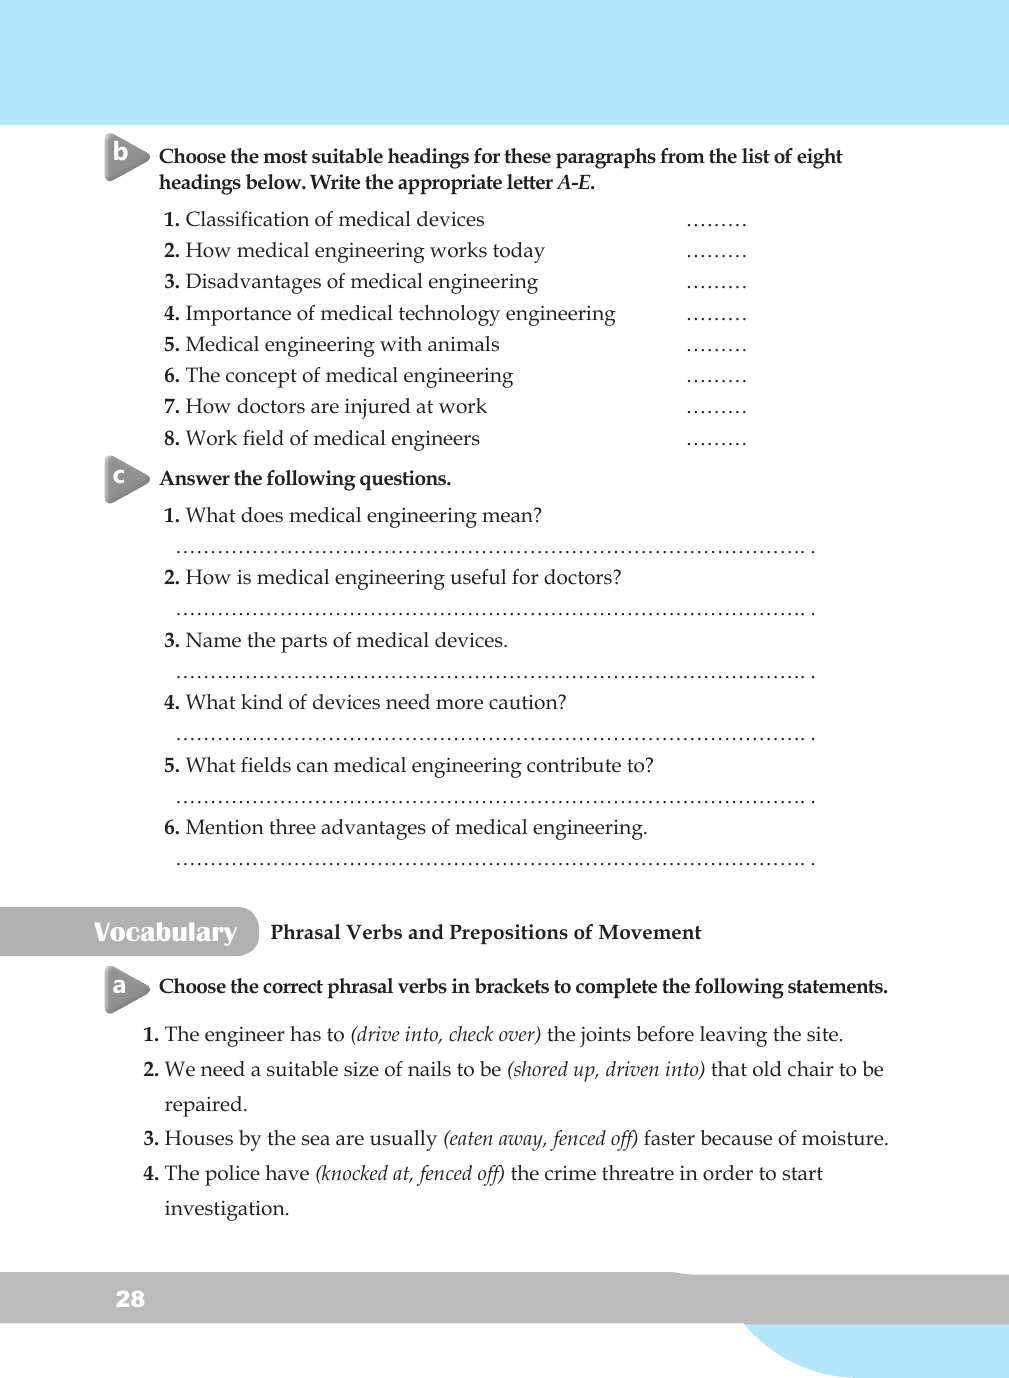 b
Choose the most suitable headings for these paragraphs from the list of eight
headings below. Write the appropriate letter A-E.
1. Classification of medical devices ………
2. How medical engineering works today ………
3. Disadvantages of medical engineering ………
4. Importance of medical technology engineering ………
5. Medical engineering with animals ………
6. The concept of medical engineering ………
7. How doctors are injured at work ………
8. Work field of medical engineers ………
c
Answer the following questions.
1. What does medical engineering mean?
………………………………………………………………………………. .
2. How is medical engineering useful for doctors?
………………………………………………………………………………. .
3. Name the parts of medical devices.
………………………………………………………………………………. .
4. What kind of devices need more caution?
………………………………………………………………………………. .
5. What fields can medical engineering contribute to?
………………………………………………………………………………. .
6. Mention three advantages of medical engineering.
………………………………………………………………………………. .
Vocabulary Phrasal Verbs and Prepositions of Movement
a
Choose the correct phrasal verbs in brackets to complete the following statements.
1. The engineer has to (drive into, check over) the joints before leaving the site.
2. We need a suitable size of nails to be (shored up, driven into) that old chair to be
repaired.
3. Houses by the sea are usually (eaten away, fenced off) faster because of moisture.
4. The police have (knocked at, fenced off) the crime threatre in order to start
investigation.
28